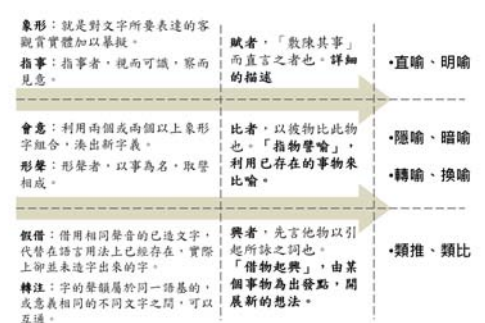 象形：就是對文字所要表達的客
觀實體加以摹擬。
指事：指事者，視而可識，察而
見意。
賦者，「敷陳其事」
而直言之者也。詳細
的描述
•直喻、明喻
會意：利用兩個或兩個以上象形
字組合，湊出新字義。
形聲：形聲者，以事為名，取譬
相成。
比者，以彼物比此物
也。「指物譬喻」，
利用已存在的事物來
比喻。
•隱喻、暗喻
•轉喻、換喻
假借：借用相同聲音的已造文字，
代替在語言用法上已經存在，實際
上卻並未造字出來的字。
轉注：字的聲韻屬於同一語基的，
或意義相同的不同文字之間，可以
互通。
興者，先言他物以引
起所詠之詞也。
「借物起興」，由某
個事物為出發點，開
展新的想法。
•類推、類比